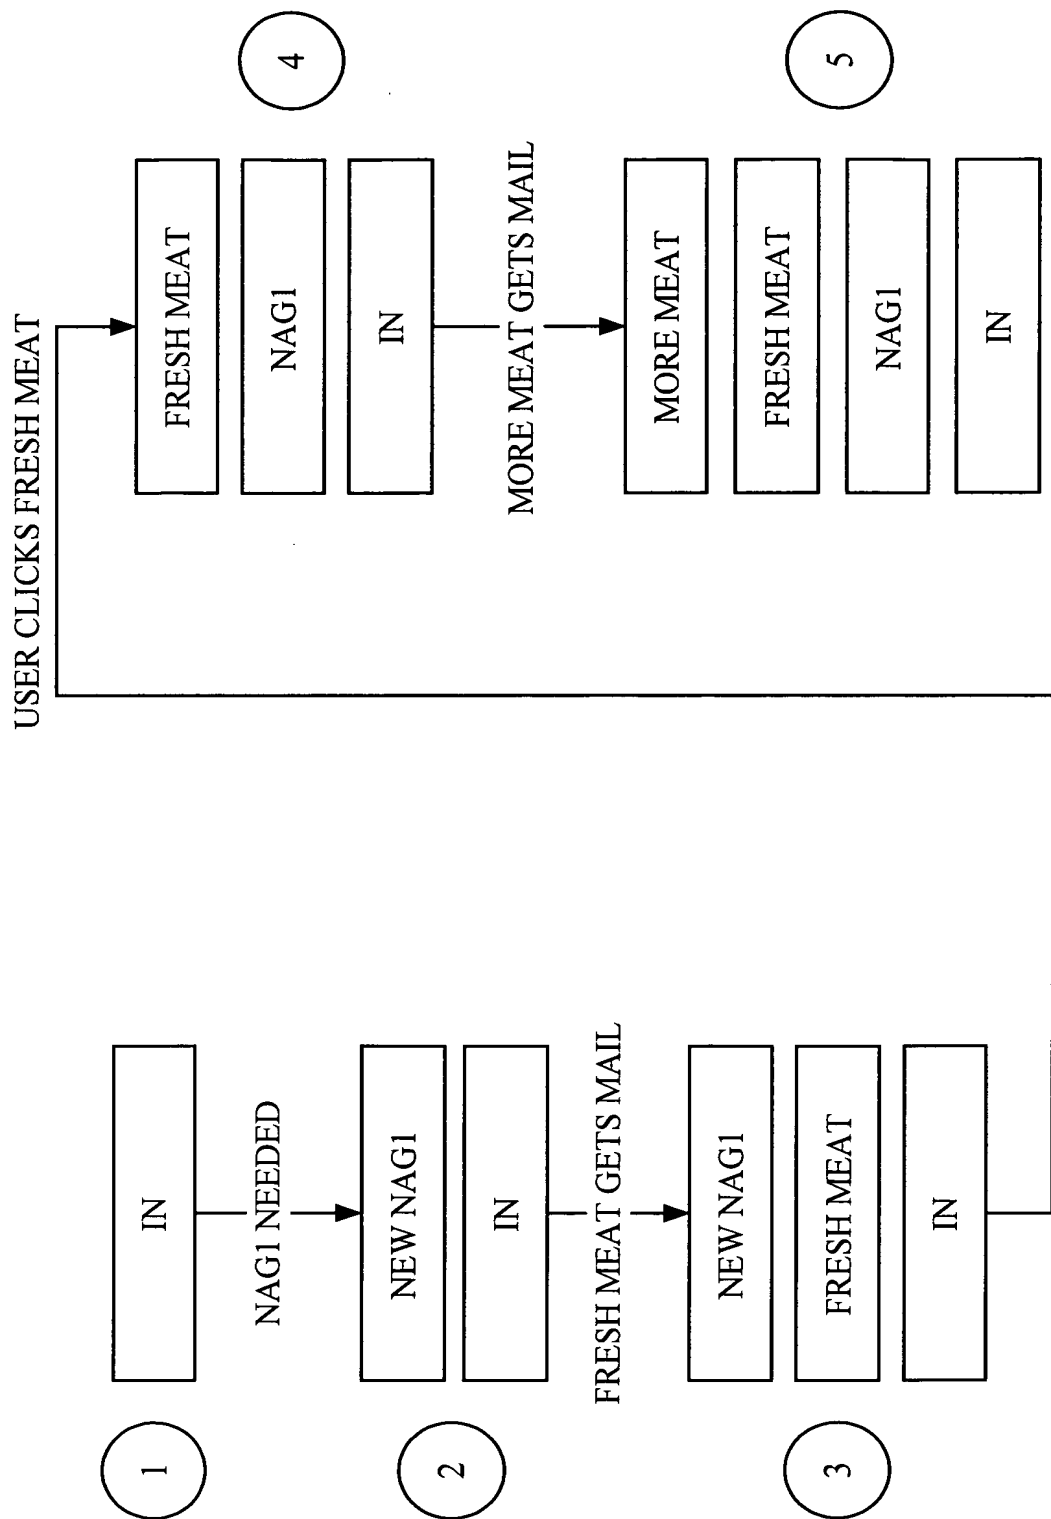 1
IN
NAG1 NEEDED
2
NEW NAG1
IN
FRESH MEAT GETS MAIL
3
NEW NAG1
FRESH MEAT
IN
USER CLICKS FRESH MEAT
4
FRESH MEAT
NAG1
IN
MORE MEAT GETS MAIL
5
MORE MEAT
FRESH MEAT
NAG1
IN